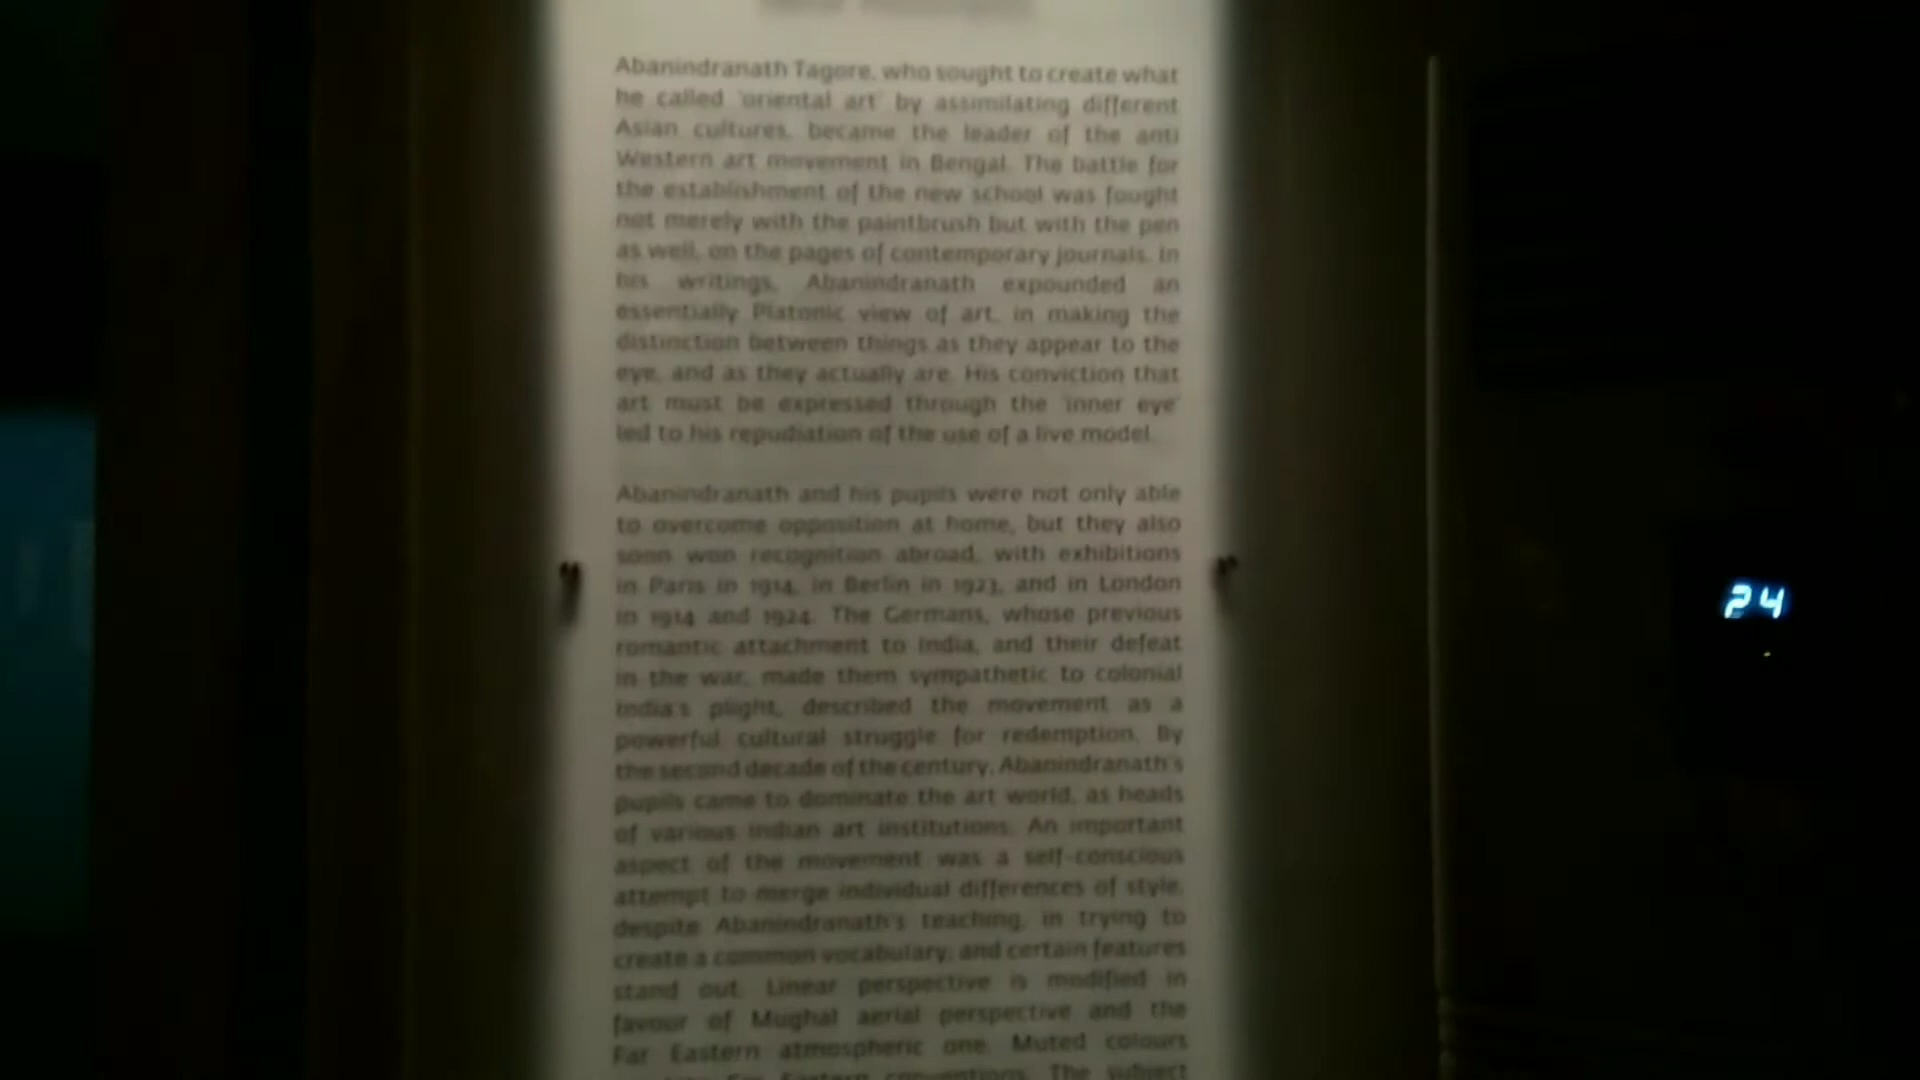 Abanindranath Tagore, who sought to create what
he called 'oriental art' by assimilating different
Asian cultures, became the leader of the anti
Western art movement in Bengal. The battle for
the establishment of the new school was fought
not merely with the paintbrush but with the pen
as well, on the pages of contemporary journals. In
his writings, Abanindranath expounded an
essentially Platonic view of art, in making the
distinction between things as they appear to the
eye, and as they actually are. His conviction that
art must be expressed through the 'inner eye'
led to his repudiation of the use of a live model.
Abanindranath and his pupils were not only able
to overcome opposition at home, but they also
soon won recognition abroad, with exhibitions
in Paris in 1914, in Berlin in 1923, and in London
in 1914 and 1924. The Germans, whose previous
romantic attachment to India, and their defeat
in the war, made them sympathetic to colonial
India's plight, described the movement as a
powerful cultural struggle for redemption. By
the second decade of the century, Abanindranath's
pupils came to dominate the art world, as heads
of various Indian art institutions. An important
aspect of the movement was a self-conscious
attempt to merge individual differences of style,
despite Abanindranath's teaching, in trying to
create a common vocabulary, and certain features
stand out. Linear perspective is modified in
favour of Mughal aerial perspective and the
Far Eastern atmospheric one. Muted colours
Far Eastern conventions. The subject
24